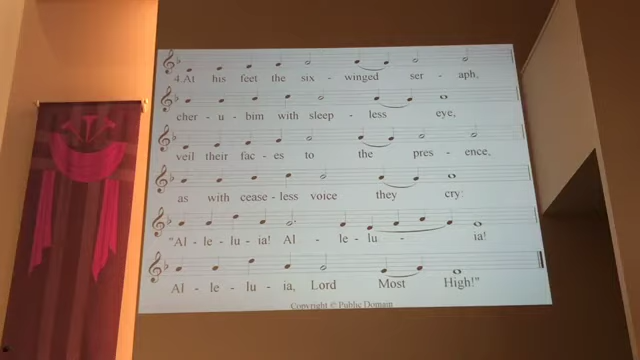 4.At his feet the six - winged ser - aph,
cher - u - bim with sleep - less eye,
veil their fac - es to the pres - ence,
as with cease - less voice they cry:
"Al - le - lu - ia! Al - le - lu - ia!
Al - le - lu - ia, Lord Most High!"
Copyright © Public Domain